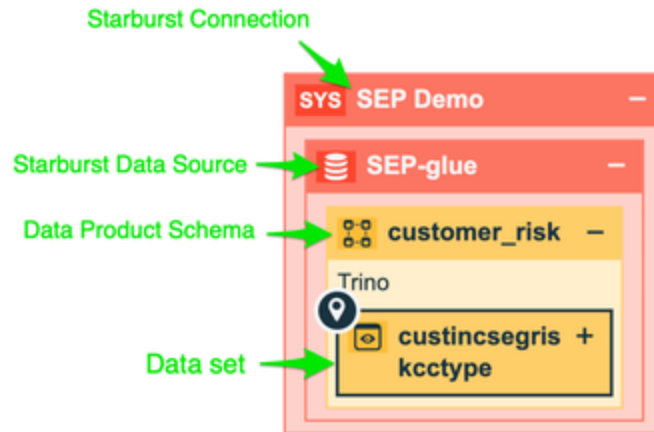 Starburst Connection
SYS SEP Demo
Starburst Data Source
SEP-glue
Data Product Schema
customer_risk
Trino
custincsegris
kcctype
Data set